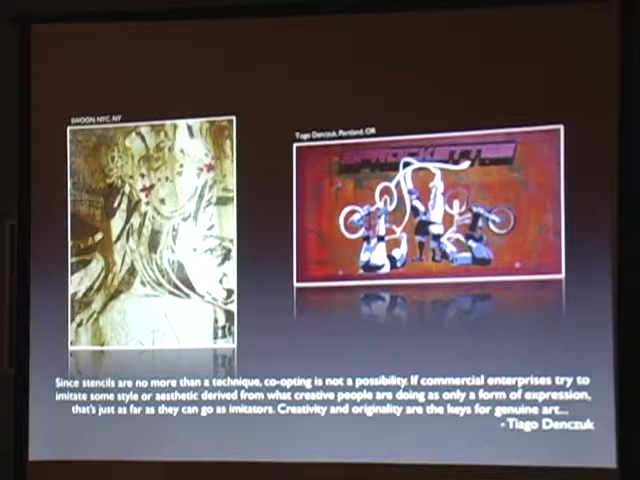 SWOON, NYC, NY
Tiago Denczuk, Portland, OR
Since stencils are no more than a technique, co-opting is not a possibility. If commercial enterprises try to
imitate some style or aesthetic derived from what creative people are doing as only a form of expression,
that's just as far as they can go as imitators. Creativity and originality are the keys for genuine art...
- Tiago Denczuk